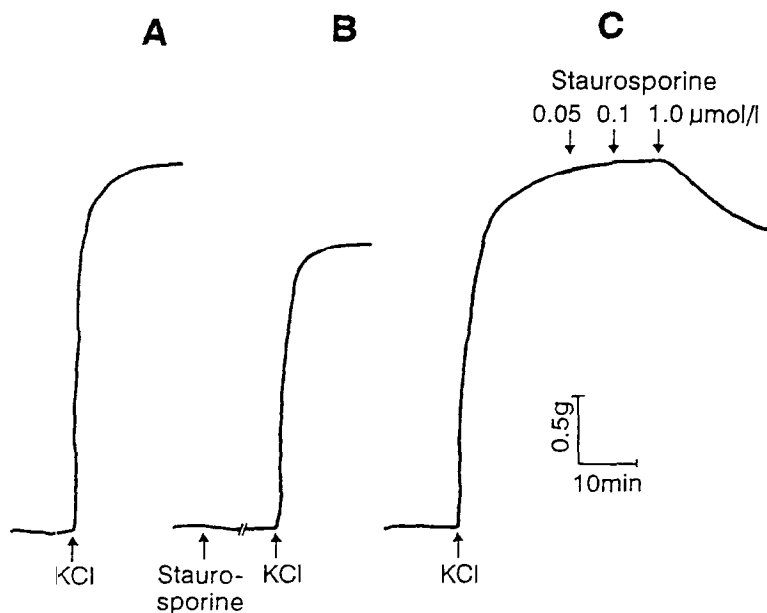 A
B
C
Staurosporine
0.05 0.1 1.0 µmol/l
KCl
Stauro-
sporine
KCl
KCl
0.5g
10min